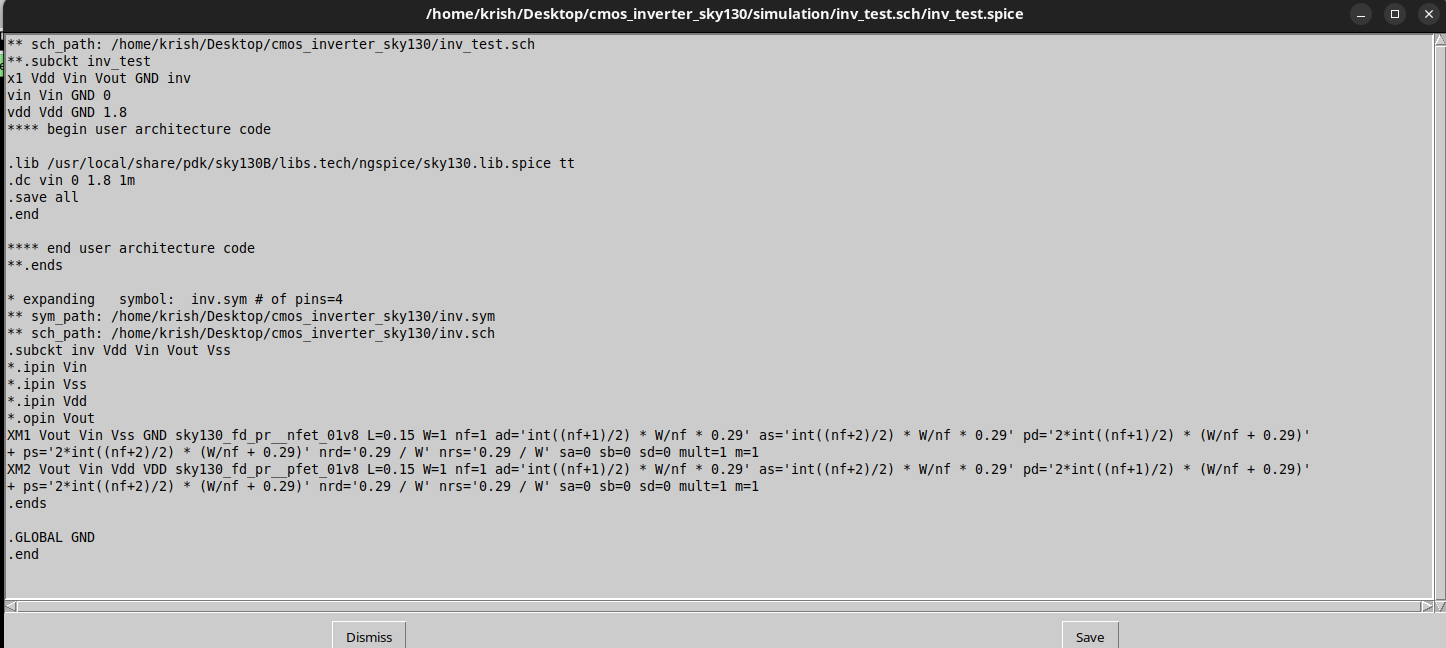 /home/krish/Desktop/cmos_inverter_sky130/simulation/inv_test.sch/inv_test.spice
** sch_path: /home/krish/Desktop/cmos_inverter_sky130/inv_test.sch
**.subckt inv_test
x1 Vdd Vin Vout GND inv
vin Vin GND 0
vdd Vdd GND 1.8
**** begin user architecture code
.lib /usr/local/share/pdk/sky130B/libs.tech/ngspice/sky130.lib.spice tt
.dc vin 0 1.8 1m
.save all
.end
**** end user architecture code
**.ends
* expanding   symbol:  inv.sym # of pins=4
** sym_path: /home/krish/Desktop/cmos_inverter_sky130/inv.sym
** sch_path: /home/krish/Desktop/cmos_inverter_sky130/inv.sch
.subckt inv Vdd Vin Vout Vss
*.ipin Vin
*.ipin Vss
*.ipin Vdd
*.opin Vout
XM1 Vout Vin Vss GND sky130_fd_pr__nfet_01v8 L=0.15 W=1 nf=1 ad='int((nf+1)/2) * W/nf * 0.29' as='int((nf+2)/2) * W/nf * 0.29' pd='2*int((nf+1)/2) * (W/nf + 0.29)'
+ ps='2*int((nf+2)/2) * (W/nf + 0.29)' nrd='0.29 / W' nrs='0.29 / W' sa=0 sb=0 sd=0 mult=1 m=1
XM2 Vout Vin Vdd VDD sky130_fd_pr__pfet_01v8 L=0.15 W=1 nf=1 ad='int((nf+1)/2) * W/nf * 0.29' as='int((nf+2)/2) * W/nf * 0.29' pd='2*int((nf+1)/2) * (W/nf + 0.29)'
+ ps='2*int((nf+2)/2) * (W/nf + 0.29)' nrd='0.29 / W' nrs='0.29 / W' sa=0 sb=0 sd=0 mult=1 m=1
.ends
.GLOBAL GND
.end
Dismiss
Save